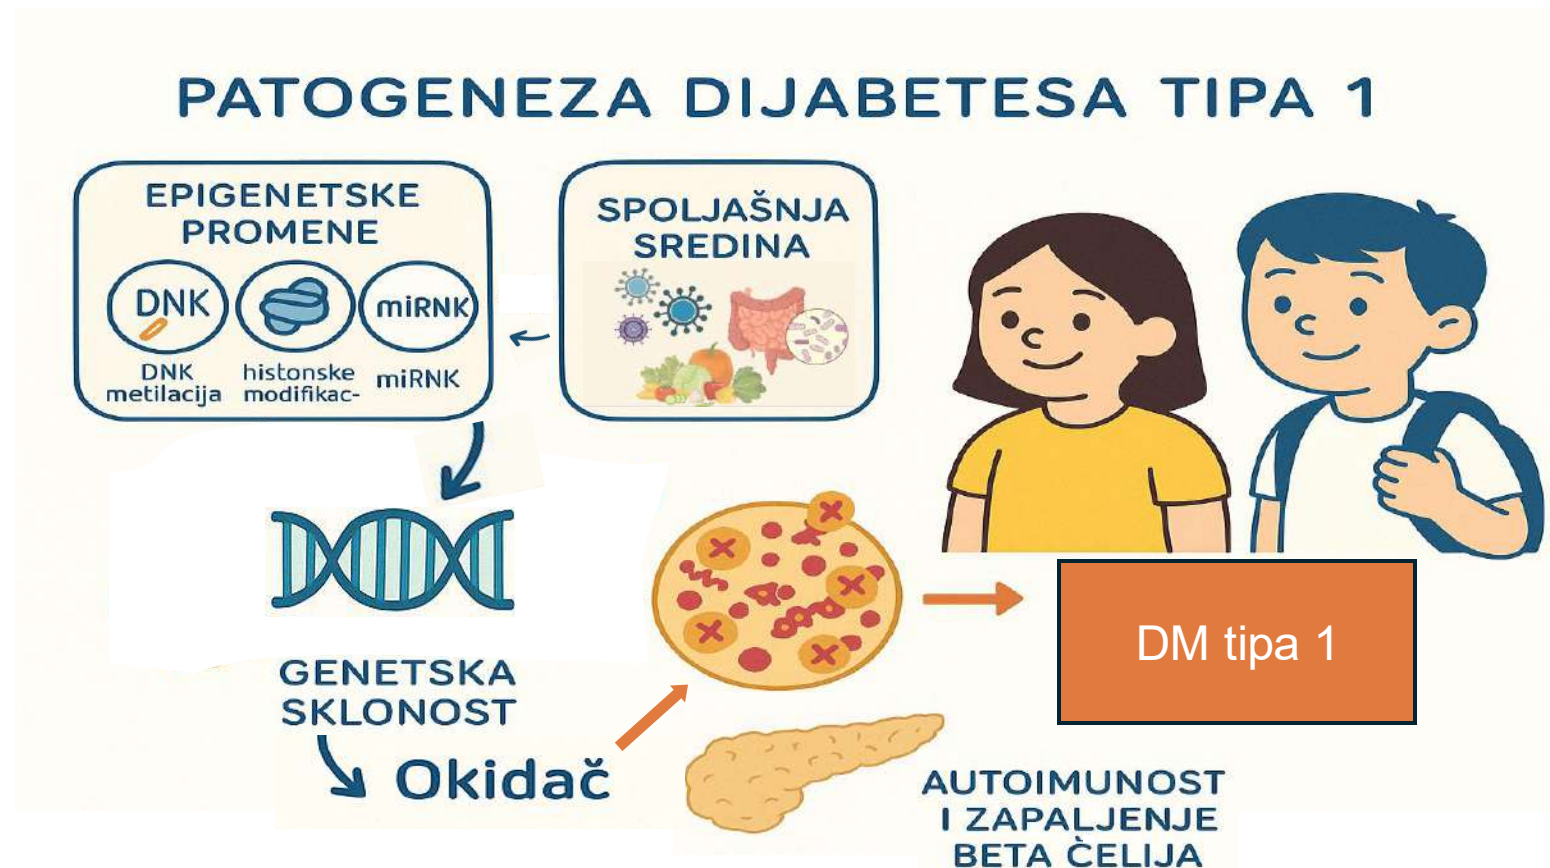 PATOGENEZA DIJABETESA TIPA 1
EPIGENETSKE
PROMENE
DNK
miRNK
DNK
metilacija
histonske
modifikac-
miRNK
SPOLJAŠNJA
SREDINA
GENETSKA
SKLONOST
Okidač
DM tipa 1
AUTOIMUNOST
I ZAPALJENJE
BETA ĆELIJA